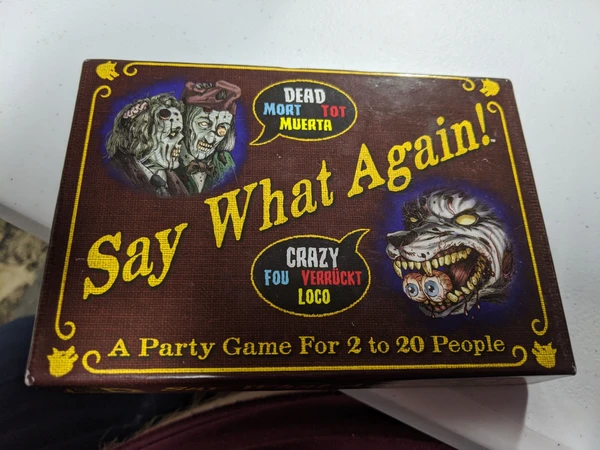 DEAD
MORT TOT
MUERTA
Say What Again!
CRAZY
FOU VERRÜCKT
LOCO
A Party Game For 2 to 20 People